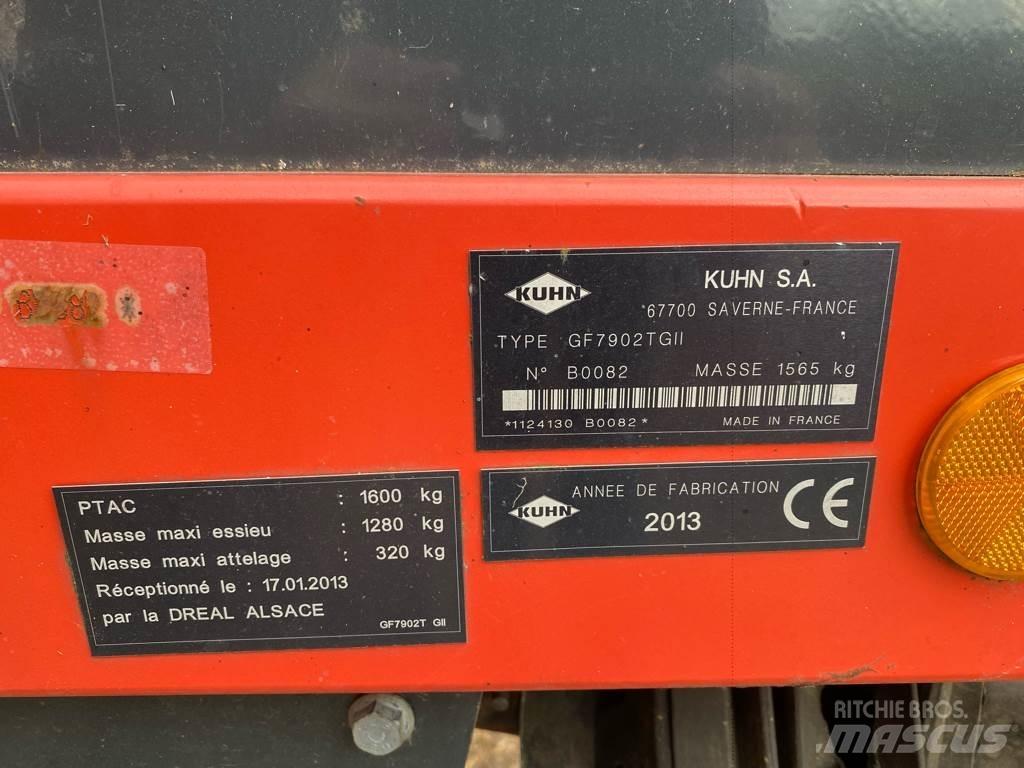 KUHN
KUHN S.A.
67700 SAVERNE-FRANCE
TYPE GF7902TGII
N° B0082 MASSE 1565 kg
*1124130 B0082* MADE IN FRANCE
KUHN
ANNEE DE FABRICATION
2013
CE
PTAC : 1600 kg
Masse maxi essieu : 1280 kg
Masse maxi attelage : 320 kg
Réceptionné le : 17.01.2013
par la DREAL ALSACE
GF7902T GII
RITCHIE BROS.
MASCUS